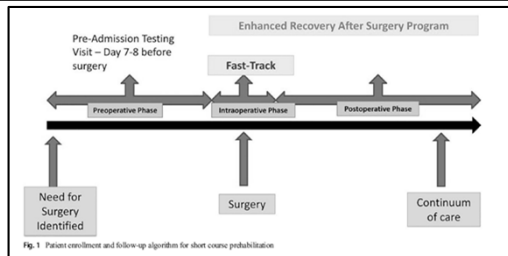 Enhanced Recovery After Surgery Program
Pre-Admission Testing
Visit – Day 7-8 before
surgery
Fast-Track
Preoperative Phase
Intraoperative Phase
Postoperative Phase
Need for
Surgery
Identified
Surgery
Continuum
of care
Fig. 1 Patient enrollment and follow-up algorithm for short course prehabilitation